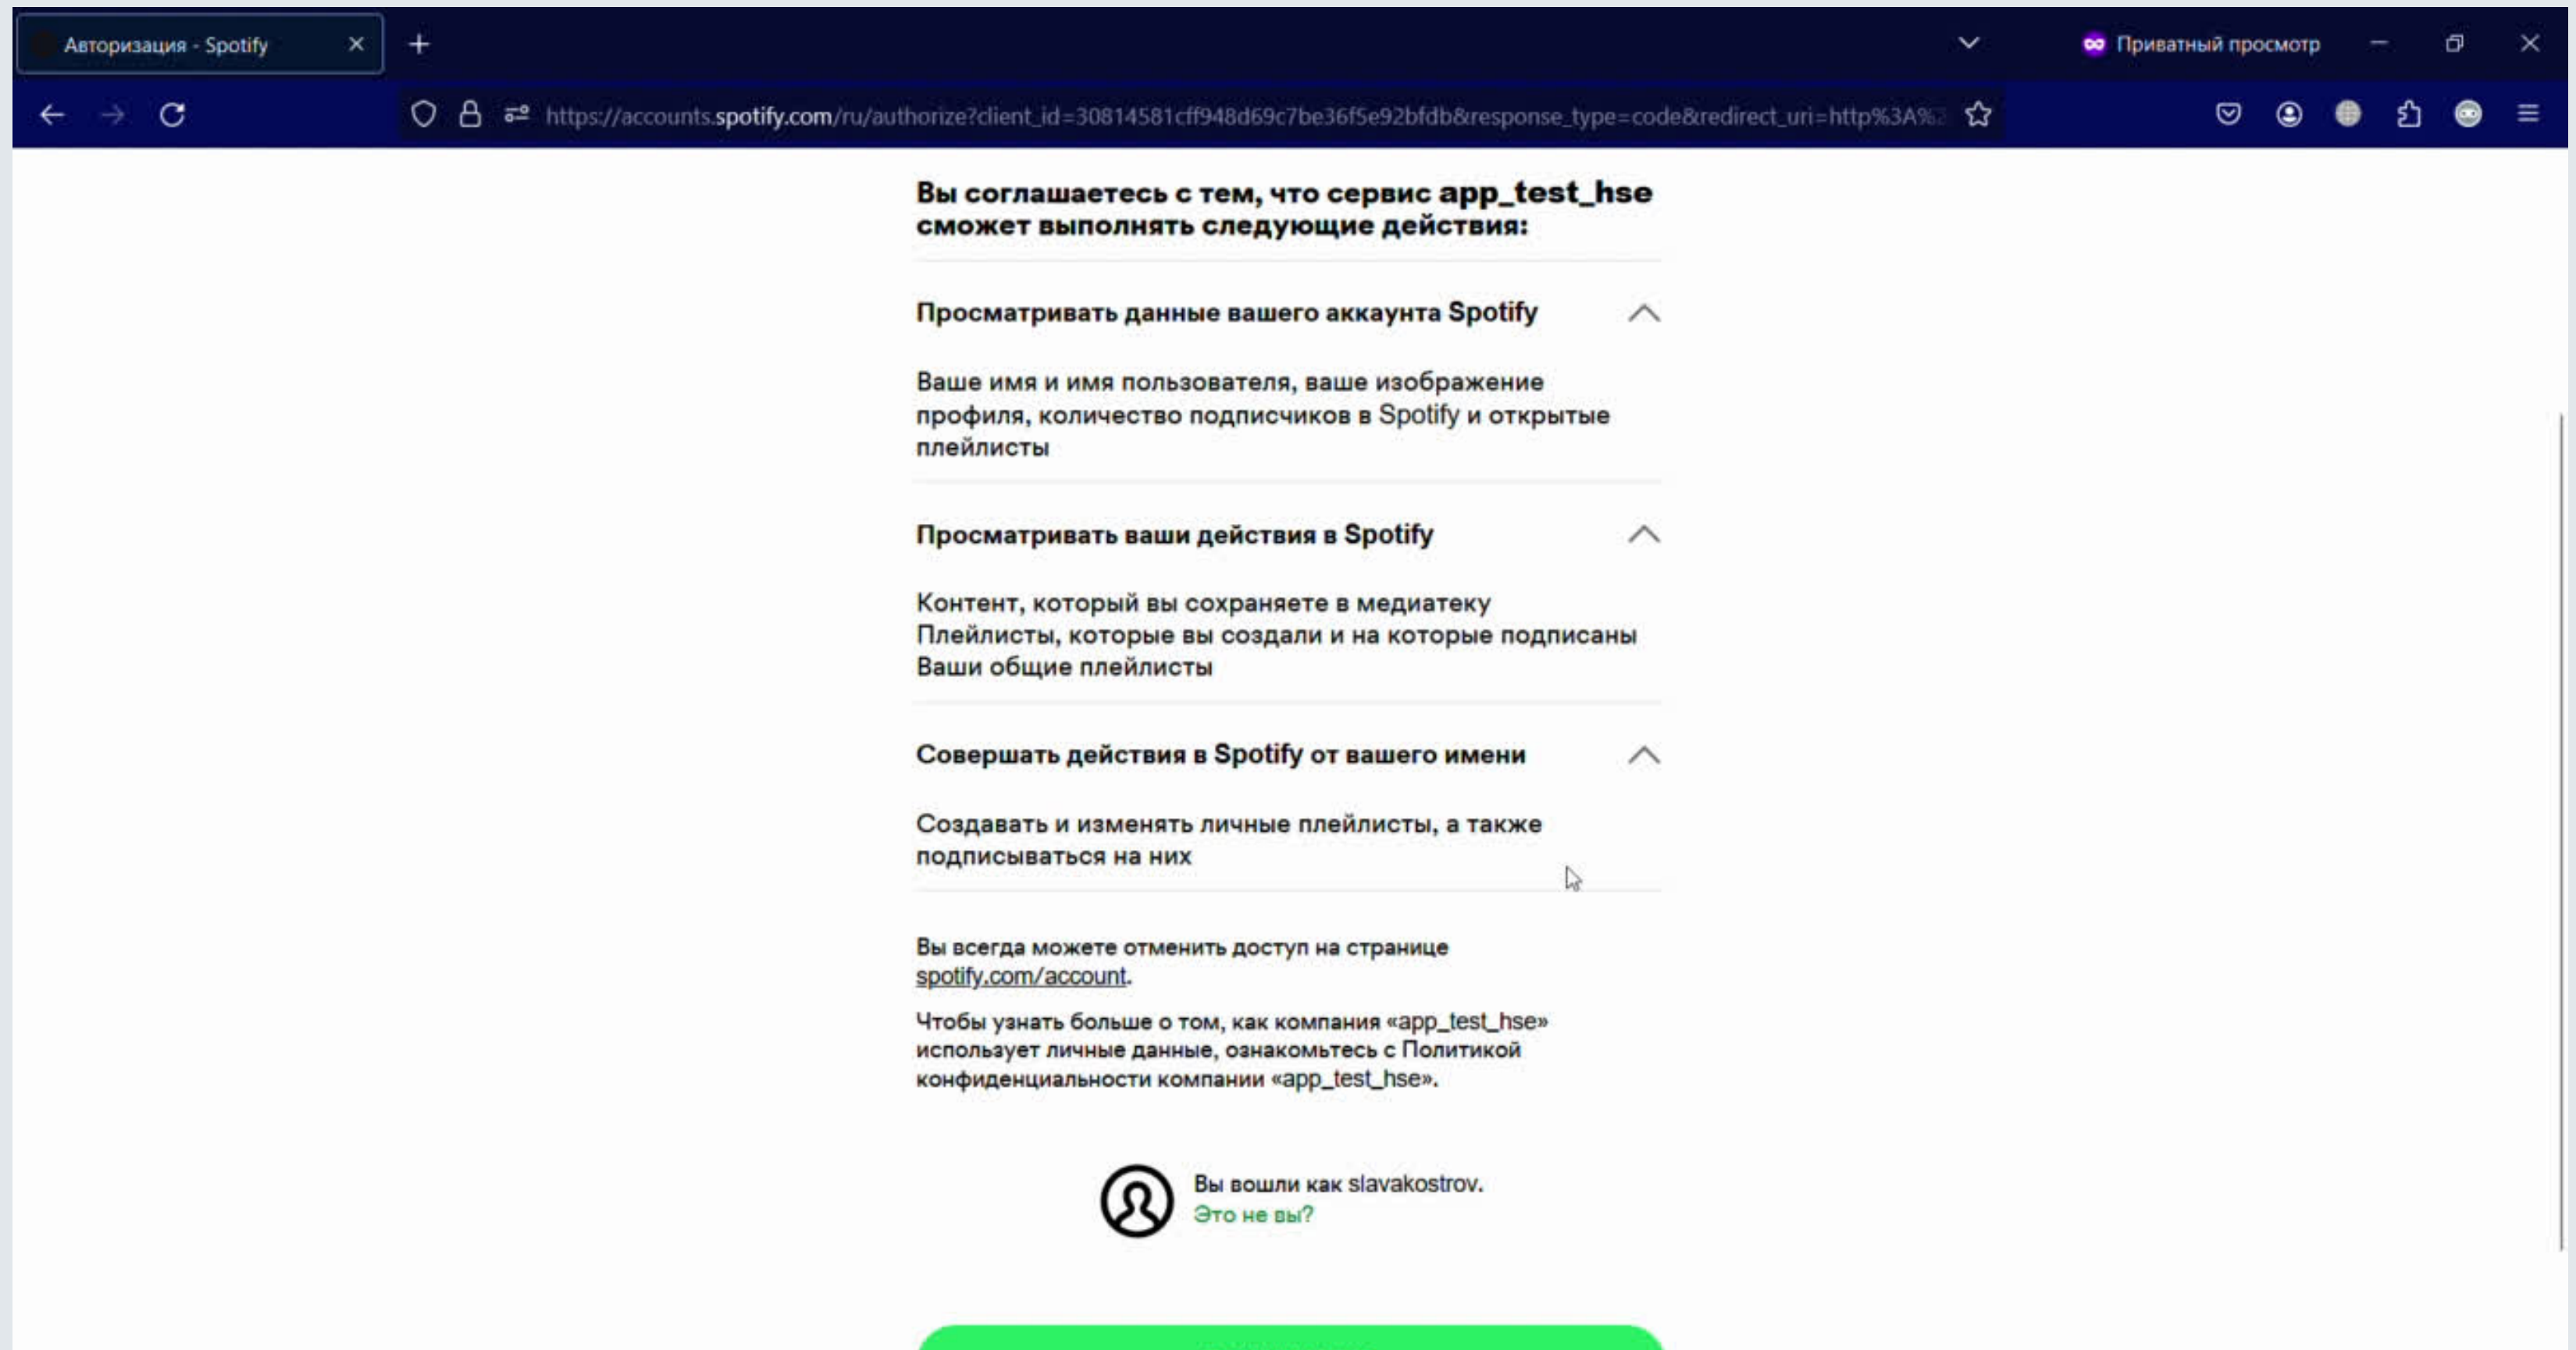 Авторизация - Spotify
Приватный просмотр
https://accounts.spotify.com/ru/authorize?client_id=30814581cff948d69c7be36f5e92bfdb&response_type=code&redirect_uri=http%3A%2
Вы соглашаетесь с тем, что сервис app_test_hse
сможет выполнять следующие действия:
Просматривать данные вашего аккаунта Spotify
Ваше имя и имя пользователя, ваше изображение
профиля, количество подписчиков в Spotify и открытые
плейлисты
Просматривать ваши действия в Spotify
Контент, который вы сохраняете в медиатеку
Плейлисты, которые вы создали и на которые подписаны
Ваши общие плейлисты
Совершать действия в Spotify от вашего имени
Создавать и изменять личные плейлисты, а также
подписываться на них
Вы всегда можете отменить доступ на странице
spotify.com/account.
Чтобы узнать больше о том, как компания «app_test_hse»
использует личные данные, ознакомьтесь с Политикой
конфиденциальности компании «app_test_hse».
Вы вошли как slavakostrov.
Это не вы?